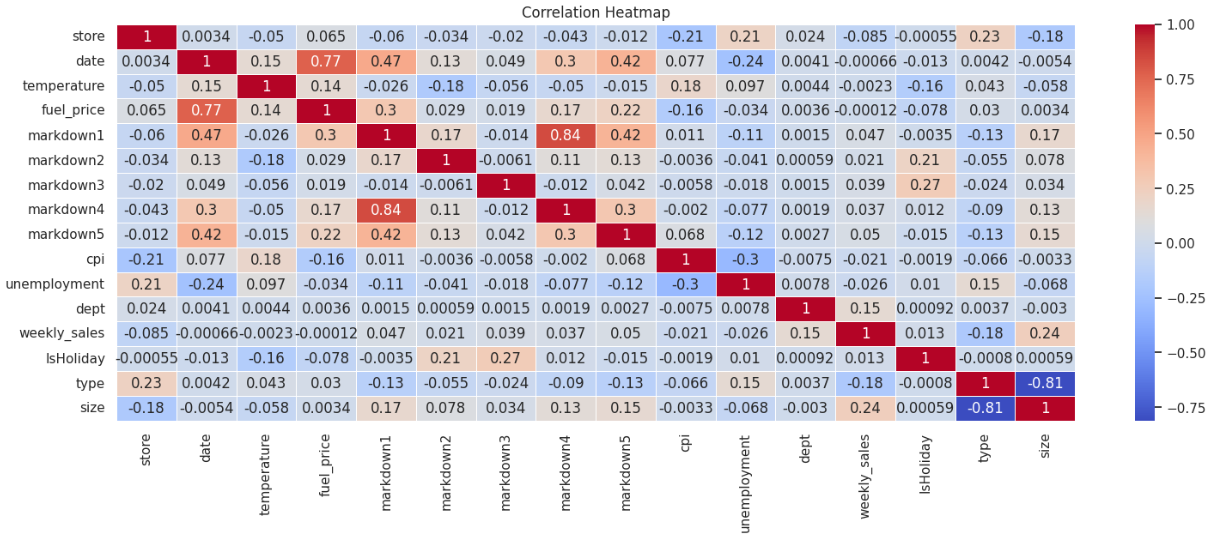 Correlation Heatmap
store 1 0.0034 -0.05 0.065 -0.06 -0.034 -0.02 -0.043 -0.012 -0.21 0.21 0.024 -0.085 -0.00055 0.23 -0.18
date 0.0034 1 0.15 0.77 0.47 0.13 0.049 0.3 0.42 0.077 -0.24 0.0041 -0.00066 -0.013 0.0042 -0.0054
temperature -0.05 0.15 1 0.14 -0.026 -0.18 -0.056 -0.05 -0.015 0.18 0.097 0.0044 -0.0023 -0.16 0.043 -0.058
fuel_price 0.065 0.77 0.14 1 0.3 0.029 0.019 0.17 0.22 -0.16 -0.034 0.0036 -0.00012 -0.078 0.03 0.0034
markdown1 -0.06 0.47 -0.026 0.3 1 0.17 -0.014 0.84 0.42 0.011 -0.11 0.0015 0.047 -0.0035 -0.13 0.17
markdown2 -0.034 0.13 -0.18 0.029 0.17 1 -0.0061 0.11 0.13 -0.0036 -0.041 0.00059 0.021 0.21 -0.055 0.078
markdown3 -0.02 0.049 -0.056 0.019 -0.014 -0.0061 1 -0.012 0.042 -0.0058 -0.018 0.0015 0.039 0.27 -0.024 0.034
markdown4 -0.043 0.3 -0.05 0.17 0.84 0.11 -0.012 1 0.3 -0.002 -0.077 0.0019 0.037 0.012 -0.09 0.13
markdown5 -0.012 0.42 -0.015 0.22 0.42 0.13 0.042 0.3 1 0.068 -0.12 0.0027 0.05 -0.015 -0.13 0.15
cpi -0.21 0.077 0.18 -0.16 0.011 -0.0036 -0.0058 -0.002 0.068 1 -0.3 -0.0075 -0.021 -0.0019 -0.066 -0.0033
unemployment 0.21 -0.24 0.097 -0.034 -0.11 -0.041 -0.018 -0.077 -0.12 -0.3 1 0.0078 -0.026 0.01 0.15 -0.068
dept 0.024 0.0041 0.0044 0.0036 0.0015 0.00059 0.0015 0.0019 0.0027 -0.0075 0.0078 1 0.15 0.00092 0.0037 -0.003
weekly_sales -0.085 -0.00066 -0.0023 -0.00012 0.047 0.021 0.039 0.037 0.05 -0.021 -0.026 0.15 1 0.013 -0.18 0.24
IsHoliday -0.00055 -0.013 -0.16 -0.078 -0.0035 0.21 0.27 0.012 -0.015 -0.0019 0.01 0.00092 0.013 1 -0.0008 0.00059
type 0.23 0.0042 0.043 0.03 -0.13 -0.055 -0.024 -0.09 -0.13 -0.066 0.15 0.0037 -0.18 -0.0008 1 -0.81
size -0.18 -0.0054 -0.058 0.0034 0.17 0.078 0.034 0.13 0.15 -0.0033 -0.068 -0.003 0.24 0.00059 -0.81 1
store date temperature fuel_price markdown1 markdown2 markdown3 markdown4 markdown5 cpi unemployment dept weekly_sales IsHoliday type size
1.00
0.75
0.50
0.25
0.00
−0.25
−0.50
−0.75